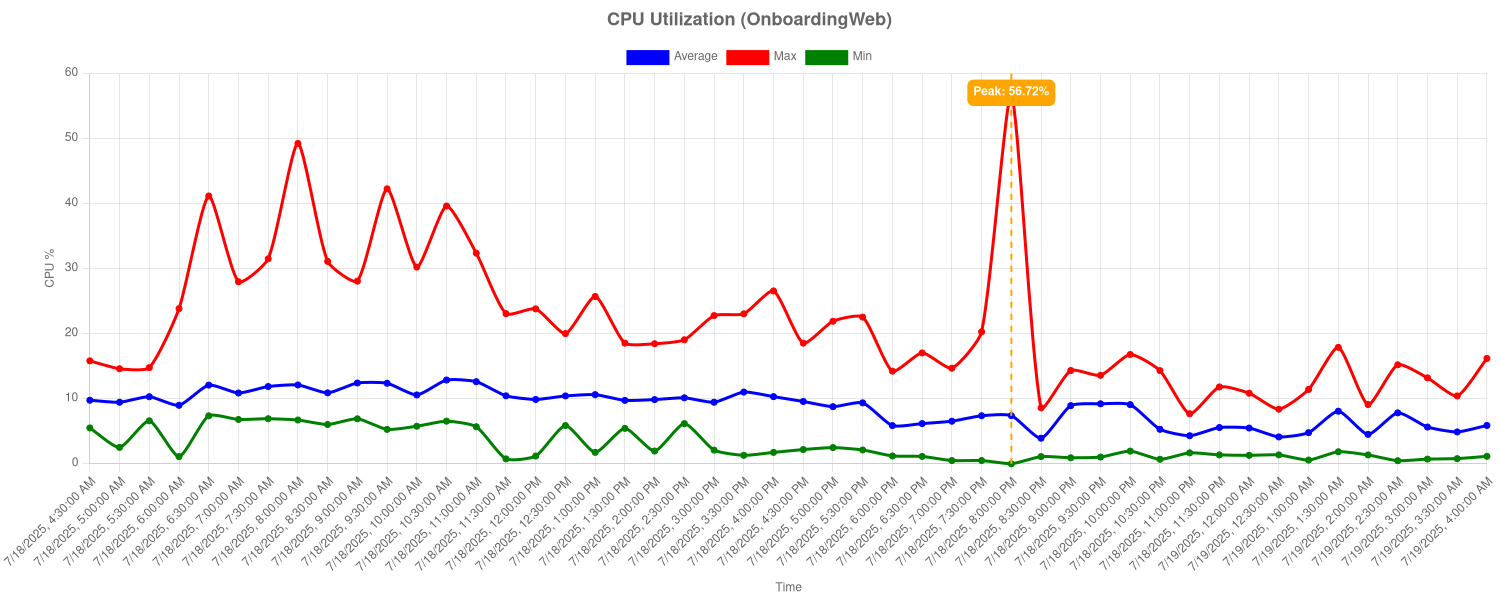 CPU Utilization (OnboardingWeb)
Average Max Min
Peak: 56.72%
60
50
40
30
20
10
0
CPU %
7/18/2025, 4:30:00 AM
7/18/2025, 5:00:00 AM
7/18/2025, 5:30:00 AM
7/18/2025, 6:00:00 AM
7/18/2025, 6:30:00 AM
7/18/2025, 7:00:00 AM
7/18/2025, 7:30:00 AM
7/18/2025, 8:00:00 AM
7/18/2025, 8:30:00 AM
7/18/2025, 9:00:00 AM
7/18/2025, 9:30:00 AM
7/18/2025, 10:00:00 AM
7/18/2025, 10:30:00 AM
7/18/2025, 11:00:00 AM
7/18/2025, 11:30:00 AM
7/18/2025, 12:00:00 PM
7/18/2025, 12:30:00 PM
7/18/2025, 1:00:00 PM
7/18/2025, 1:30:00 PM
7/18/2025, 2:00:00 PM
7/18/2025, 2:30:00 PM
7/18/2025, 3:00:00 PM
7/18/2025, 3:30:00 PM
7/18/2025, 4:00:00 PM
7/18/2025, 4:30:00 PM
7/18/2025, 5:00:00 PM
7/18/2025, 5:30:00 PM
7/18/2025, 6:00:00 PM
7/18/2025, 6:30:00 PM
7/18/2025, 7:00:00 PM
7/18/2025, 7:30:00 PM
7/18/2025, 8:00:00 PM
7/18/2025, 8:30:00 PM
7/18/2025, 9:00:00 PM
7/18/2025, 9:30:00 PM
7/18/2025, 10:00:00 PM
7/18/2025, 10:30:00 PM
7/18/2025, 11:00:00 PM
7/18/2025, 11:30:00 PM
7/19/2025, 12:00:00 AM
7/19/2025, 12:30:00 AM
7/19/2025, 1:00:00 AM
7/19/2025, 1:30:00 AM
7/19/2025, 2:00:00 AM
7/19/2025, 2:30:00 AM
7/19/2025, 3:00:00 AM
7/19/2025, 3:30:00 AM
7/19/2025, 4:00:00 AM
Time